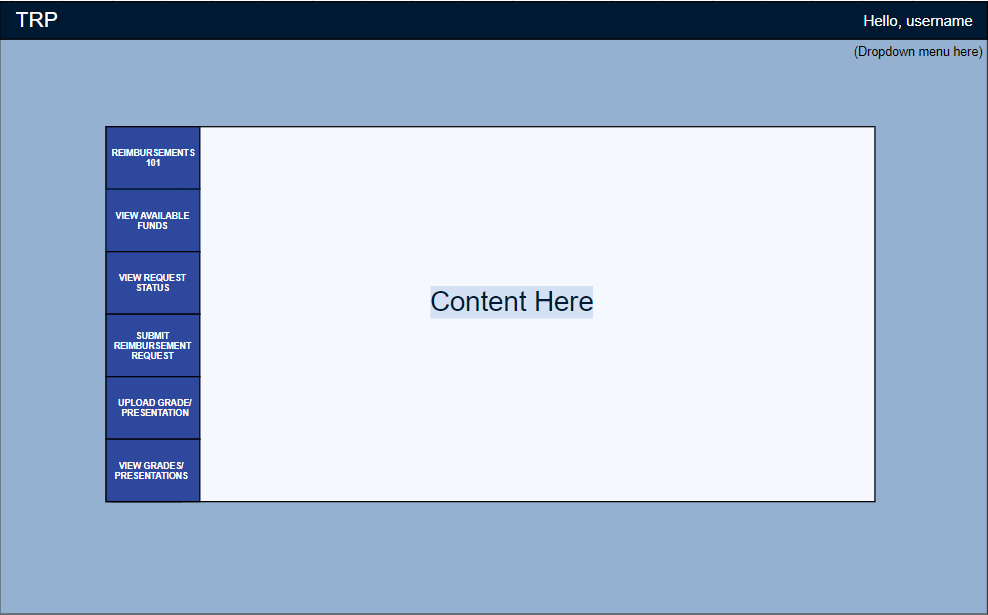 TRP
Hello, username
(Dropdown menu here)
REIMBURSEMENTS
101
VIEW AVAILABLE
FUNDS
VIEW REQUEST
STATUS
SUBMIT
REIMBURSEMENT
REQUEST
UPLOAD GRADE/
PRESENTATION
VIEW GRADES/
PRESENTATIONS
Content Here